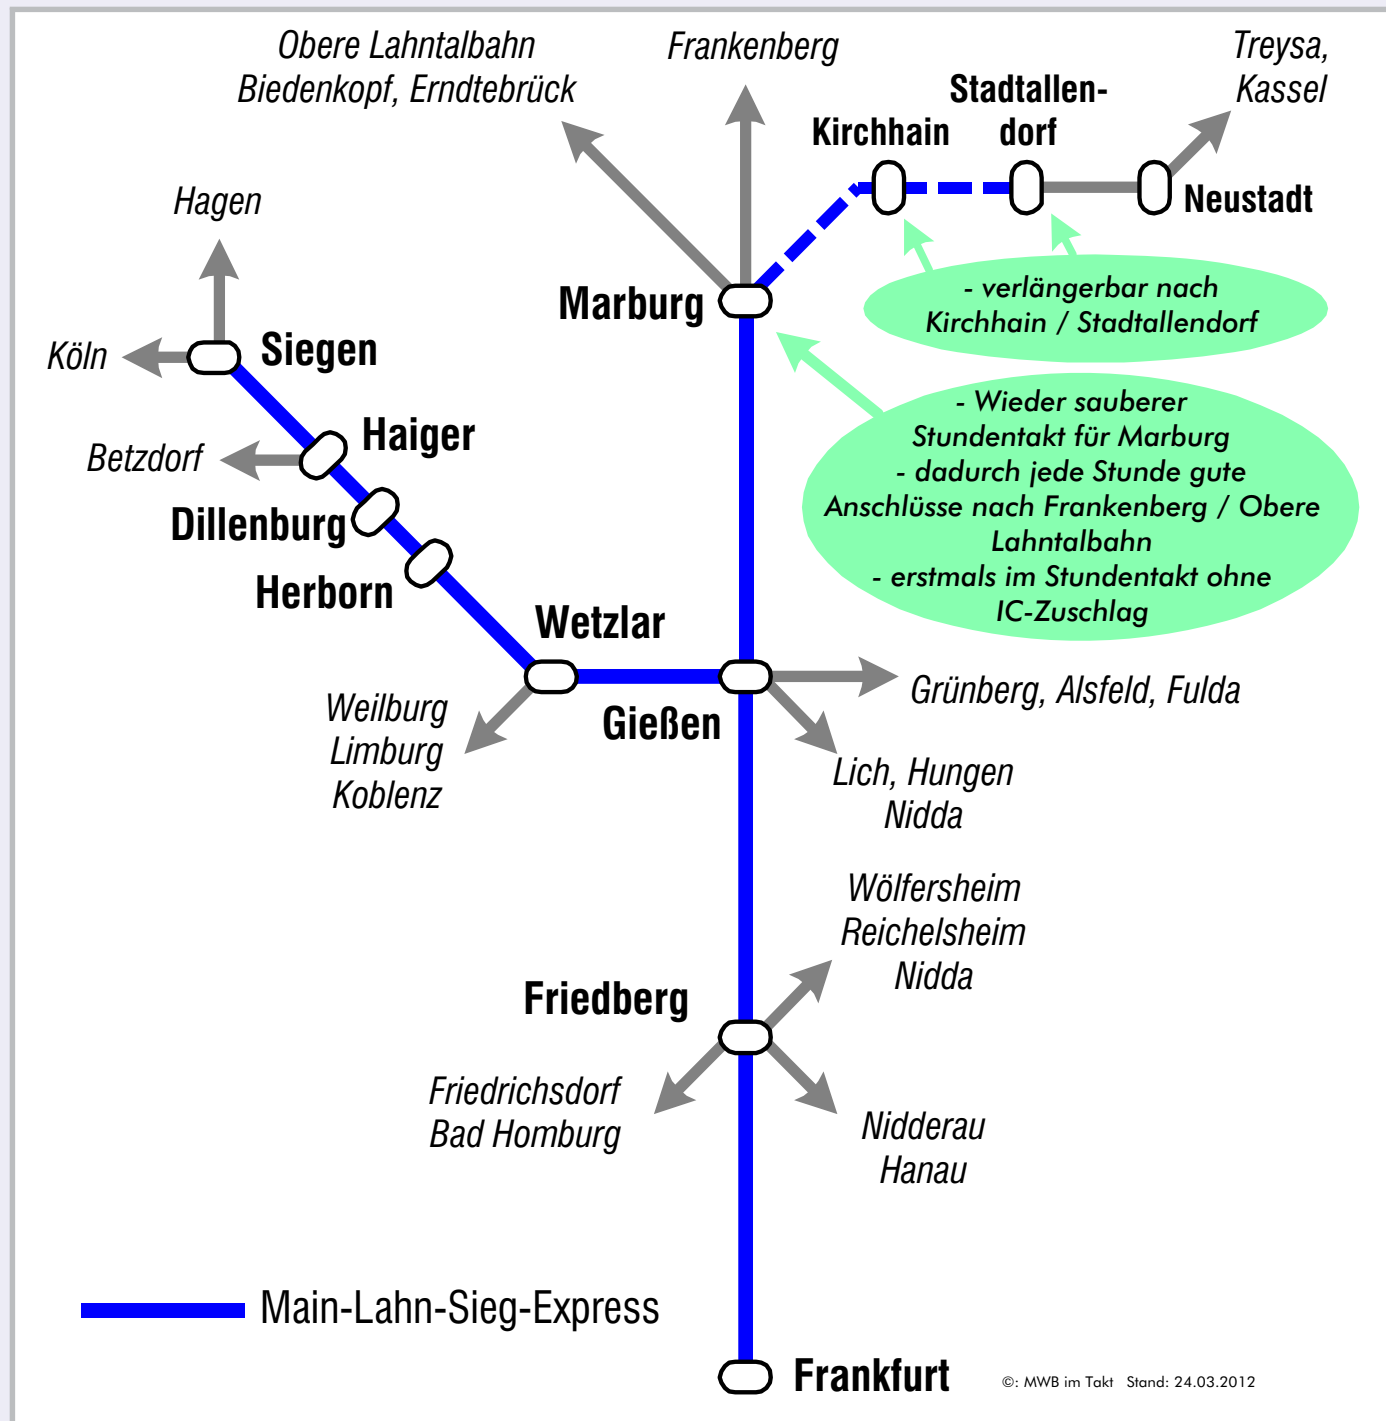 Obere Lahntalbahn
Biedenkopf, Erndtebrück
Frankenberg
Treysa,
Kassel
Stadtallen-
dorf
Kirchhain
Neustadt
Hagen
- verlängerbar nach
Kirchhain / Stadtallendorf
Marburg
Köln
Siegen
- Wieder sauberer
Stundentakt für Marburg
- dadurch jede Stunde gute
Anschlüsse nach Frankenberg / Obere
Lahntalbahn
- erstmals im Stundentakt ohne
IC-Zuschlag
Haiger
Betzdorf
Dillenburg
Herborn
Wetzlar
Gießen
Grünberg, Alsfeld, Fulda
Weilburg
Limburg
Koblenz
Lich, Hungen
Nidda
Wölfersheim
Reichelsheim
Nidda
Friedberg
Friedrichsdorf
Bad Homburg
Nidderau
Hanau
Main-Lahn-Sieg-Express
Frankfurt
©: MWB im Takt Stand: 24.03.2012